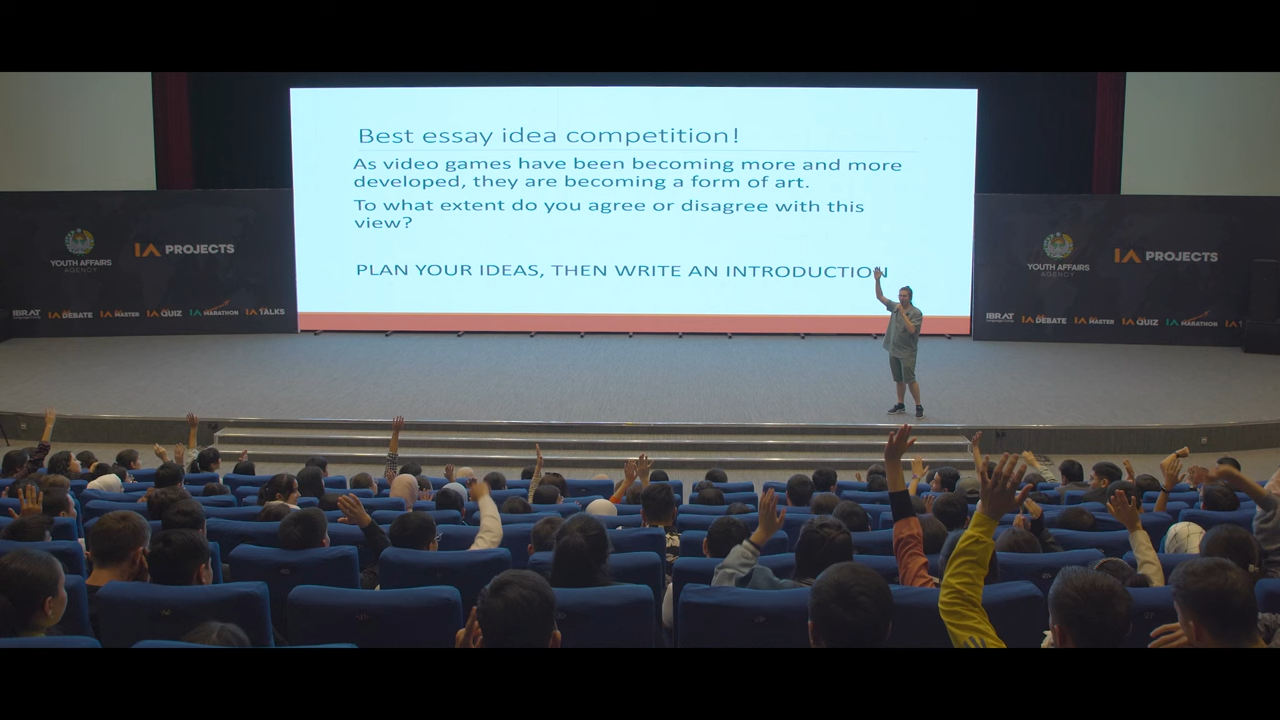 Best essay idea competition!
As video games have been becoming more and more
developed, they are becoming a form of art.
To what extent do you agree or disagree with this
view?
PLAN YOUR IDEAS, THEN WRITE AN INTRODUCTION
YOUTH AFFAIRS
AGENCY
IA PROJECTS
IBRAT
IA DEBATE
IA MASTER
IA QUIZ
IA MARATHON
IA TALKS
YOUTH AFFAIRS
AGENCY
IA PROJECTS
IBRAT
IA DEBATE
IA MASTER
IA QUIZ
IA MARATHON